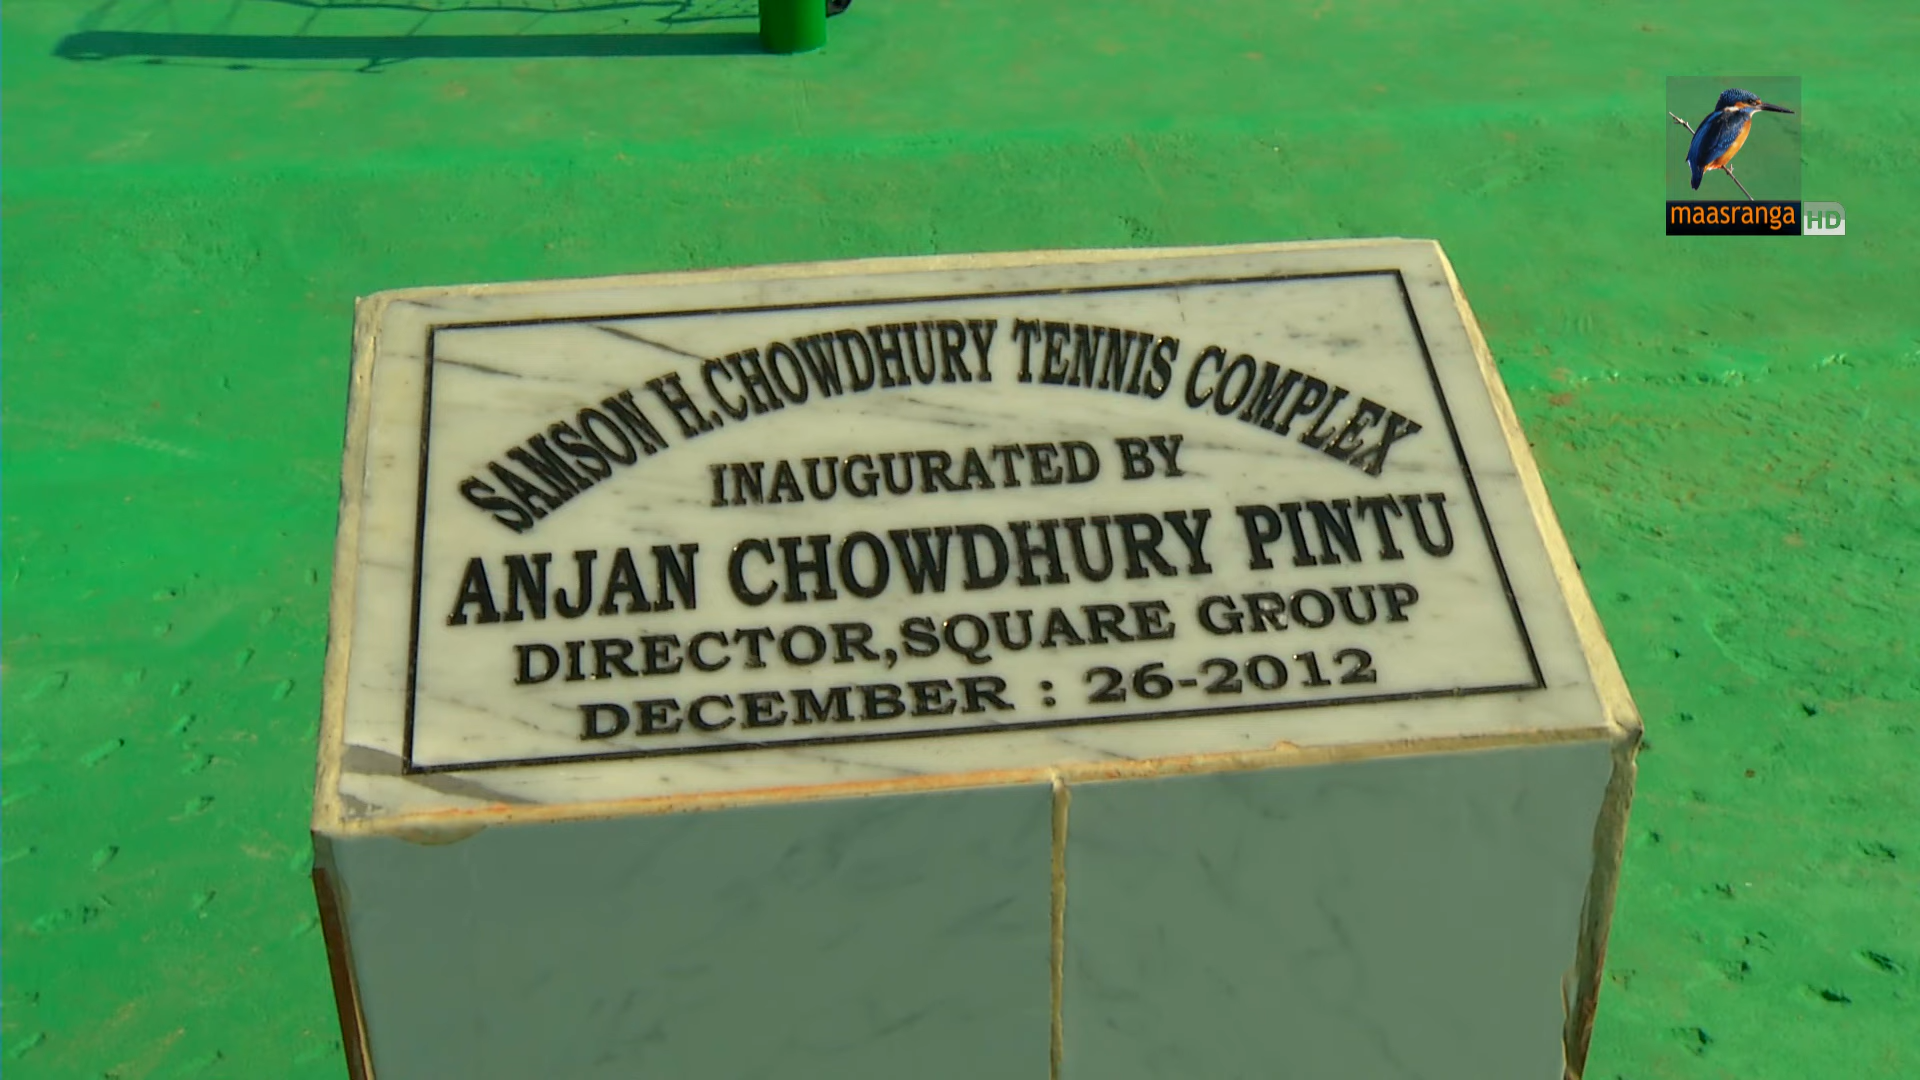 SAMSON H.CHOWDHURY TENNIS COMPLEX
INAUGURATED BY
ANJAN CHOWDHURY PINTU
DIRECTOR,SQUARE GROUP
DECEMBER : 26-2012
maasranga HD